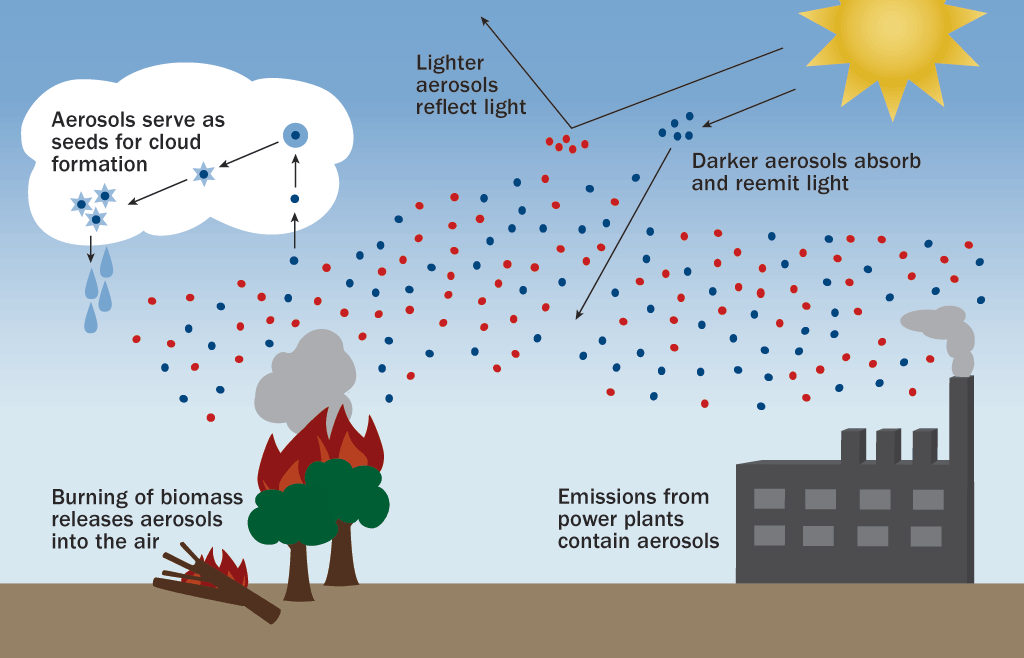 Lighter
aerosols
reflect light
Aerosols serve as
seeds for cloud
formation
Darker aerosols absorb
and reemit light
Burning of biomass
releases aerosols
into the air
Emissions from
power plants
contain aerosols